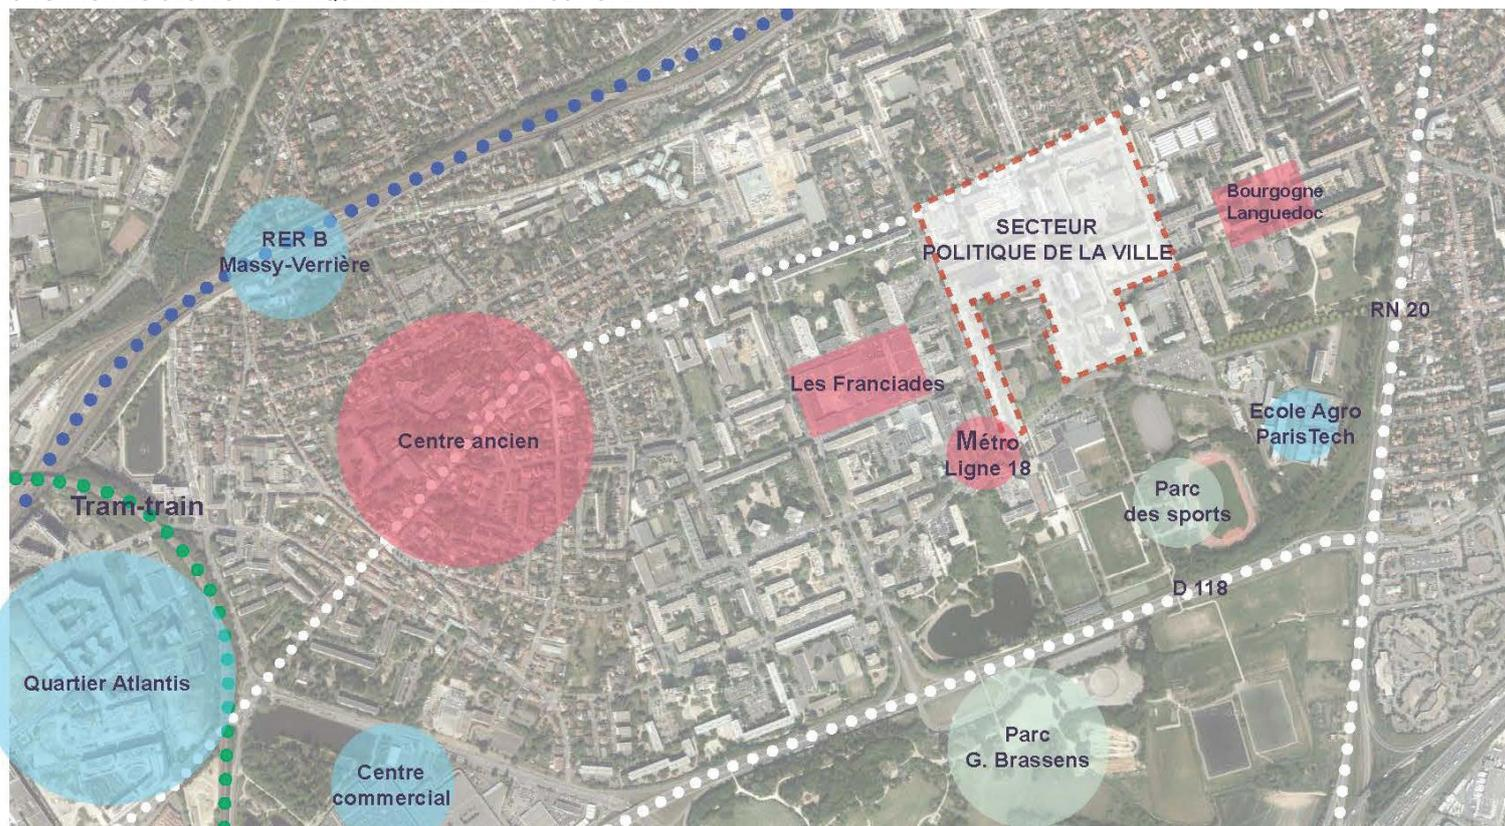 SECTEUR
POLITIQUE DE LA VILLE
Bourgogne
Languedoc
RER B
Massy-Verrière
RN 20
Les Franciades
Centre ancien
Métro
Ligne 18
Ecole Agro
ParisTech
Parc
des sports
Tram-train
D 118
Quartier Atlantis
Parc
G. Brassens
Centre
commercial